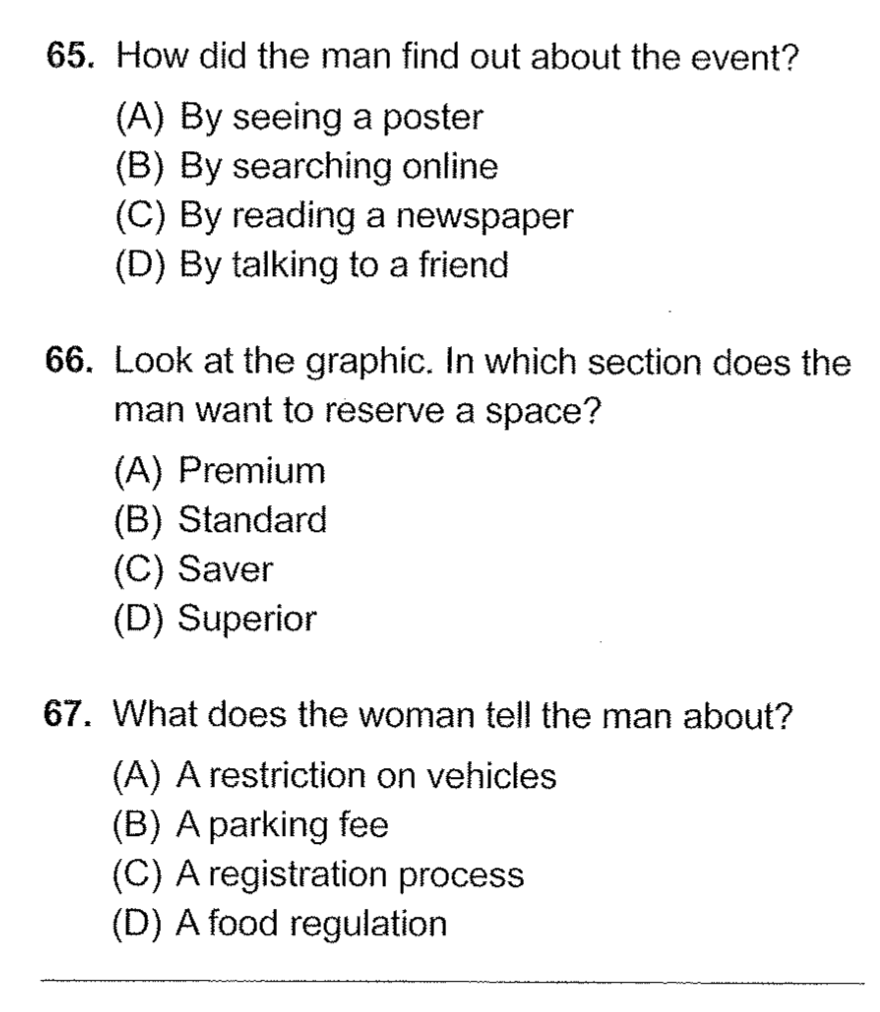 65. How did the man find out about the event?
(A) By seeing a poster
(B) By searching online
(C) By reading a newspaper
(D) By talking to a friend
66. Look at the graphic. In which section does the
man want to reserve a space?
(A) Premium
(B) Standard
(C) Saver
(D) Superior
67. What does the woman tell the man about?
(A) A restriction on vehicles
(B) A parking fee
(C) A registration process
(D) A food regulation